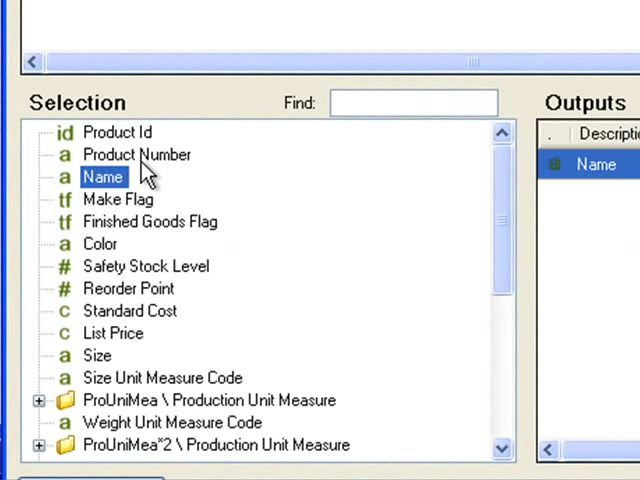 Selection
Find:
Outputs
id Product Id
a Product Number
a Name
tf Make Flag
tf Finished Goods Flag
a Color
# Safety Stock Level
# Reorder Point
c Standard Cost
c List Price
a Size
a Size Unit Measure Code
ProUniMea \ Production Unit Measure
a Weight Unit Measure Code
ProUniMea*2 \ Production Unit Measure
. Descripti
a Name